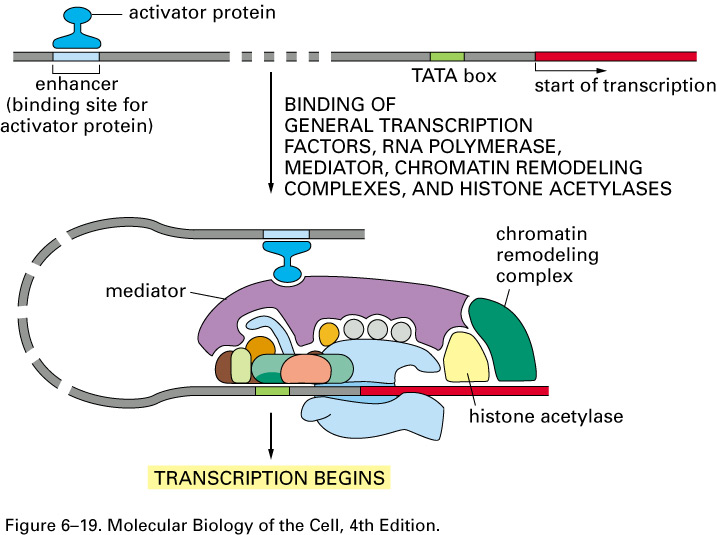 activator protein
enhancer
(binding site for
activator protein)
TATA box
start of transcription
BINDING OF
GENERAL TRANSCRIPTION
FACTORS, RNA POLYMERASE,
MEDIATOR, CHROMATIN REMODELING
COMPLEXES, AND HISTONE ACETYLASES
chromatin
remodeling
complex
mediator
histone acetylase
TRANSCRIPTION BEGINS
Figure 6–19. Molecular Biology of the Cell, 4th Edition.